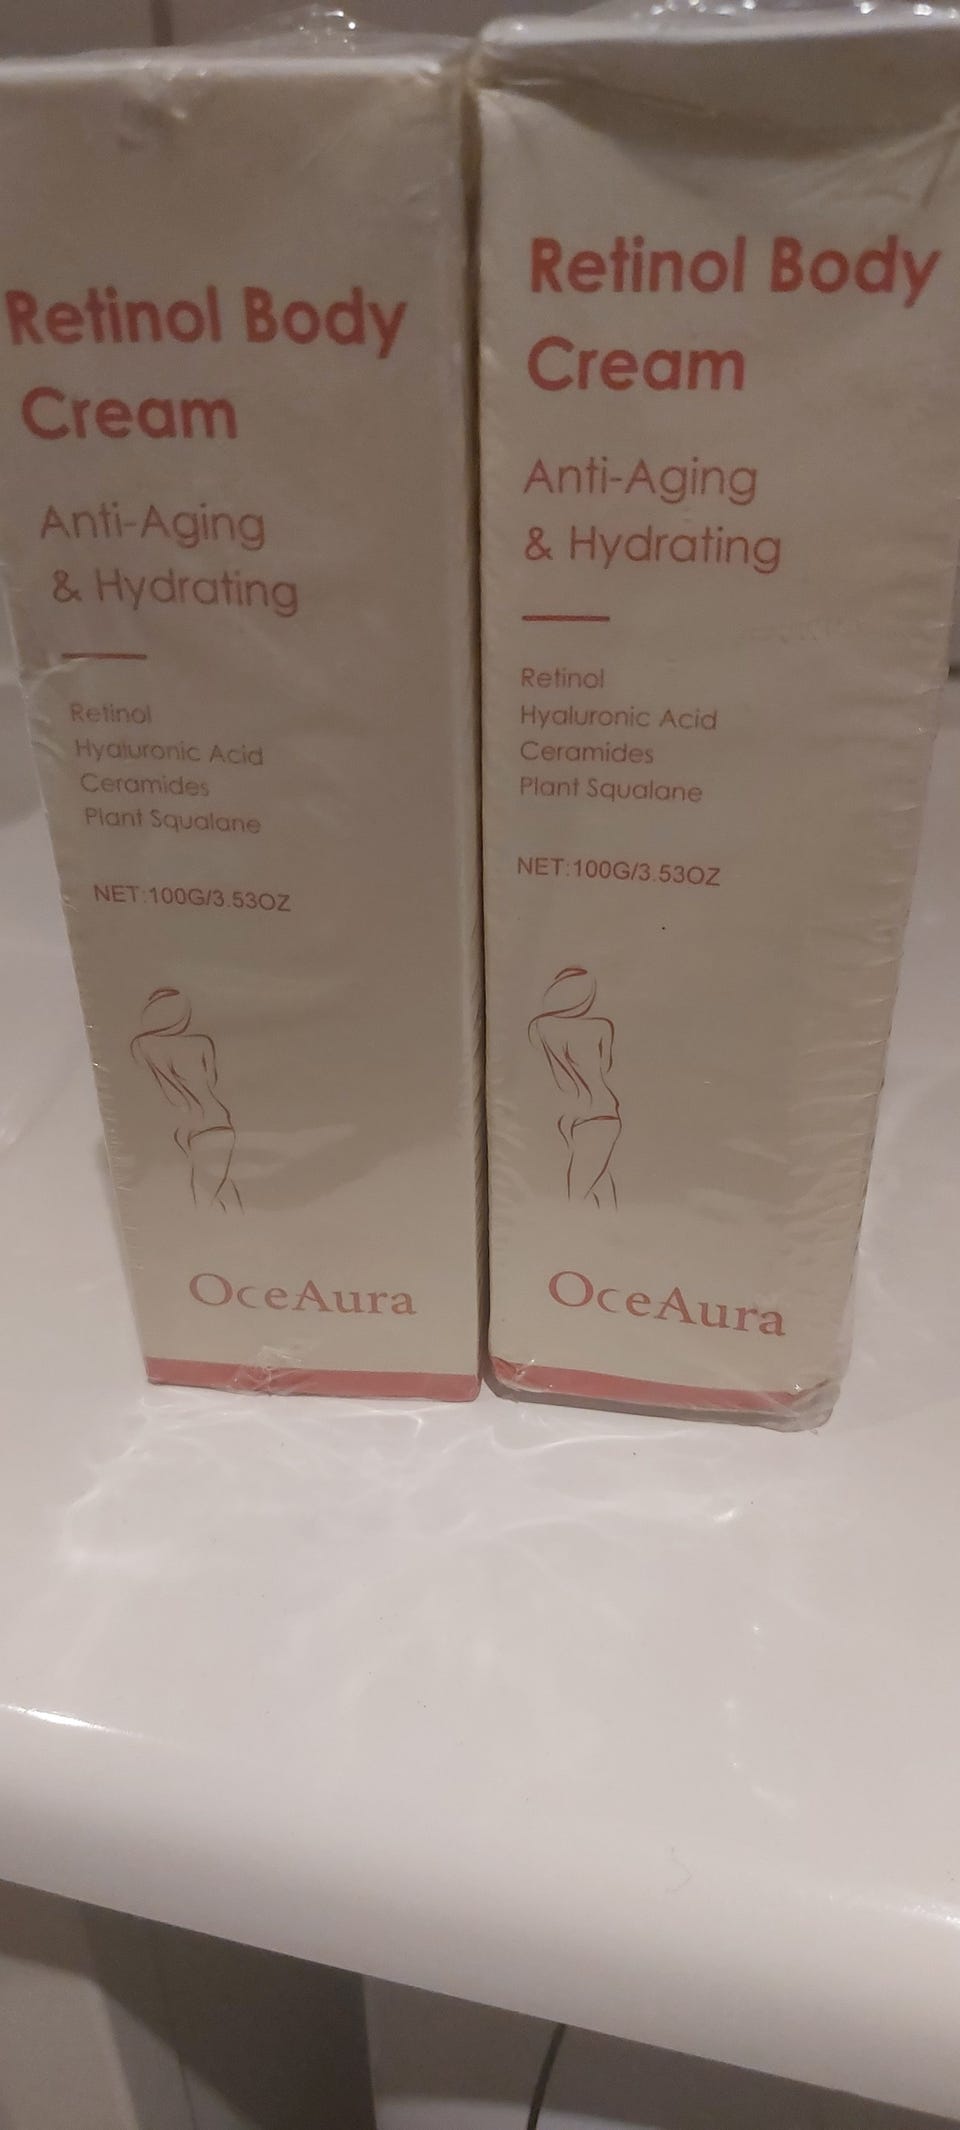 Retinol Body
Cream
Anti-Aging
& Hydrating
Retinol
Hyaluronic Acid
Ceramides
Plant Squalane
NET:100G/3.53OZ
OceAura
Retinol Body
Cream
Anti-Aging
& Hydrating
Retinol
Hyaluronic Acid
Ceramides
Plant Squalane
NET:100G/3.53OZ
OceAura